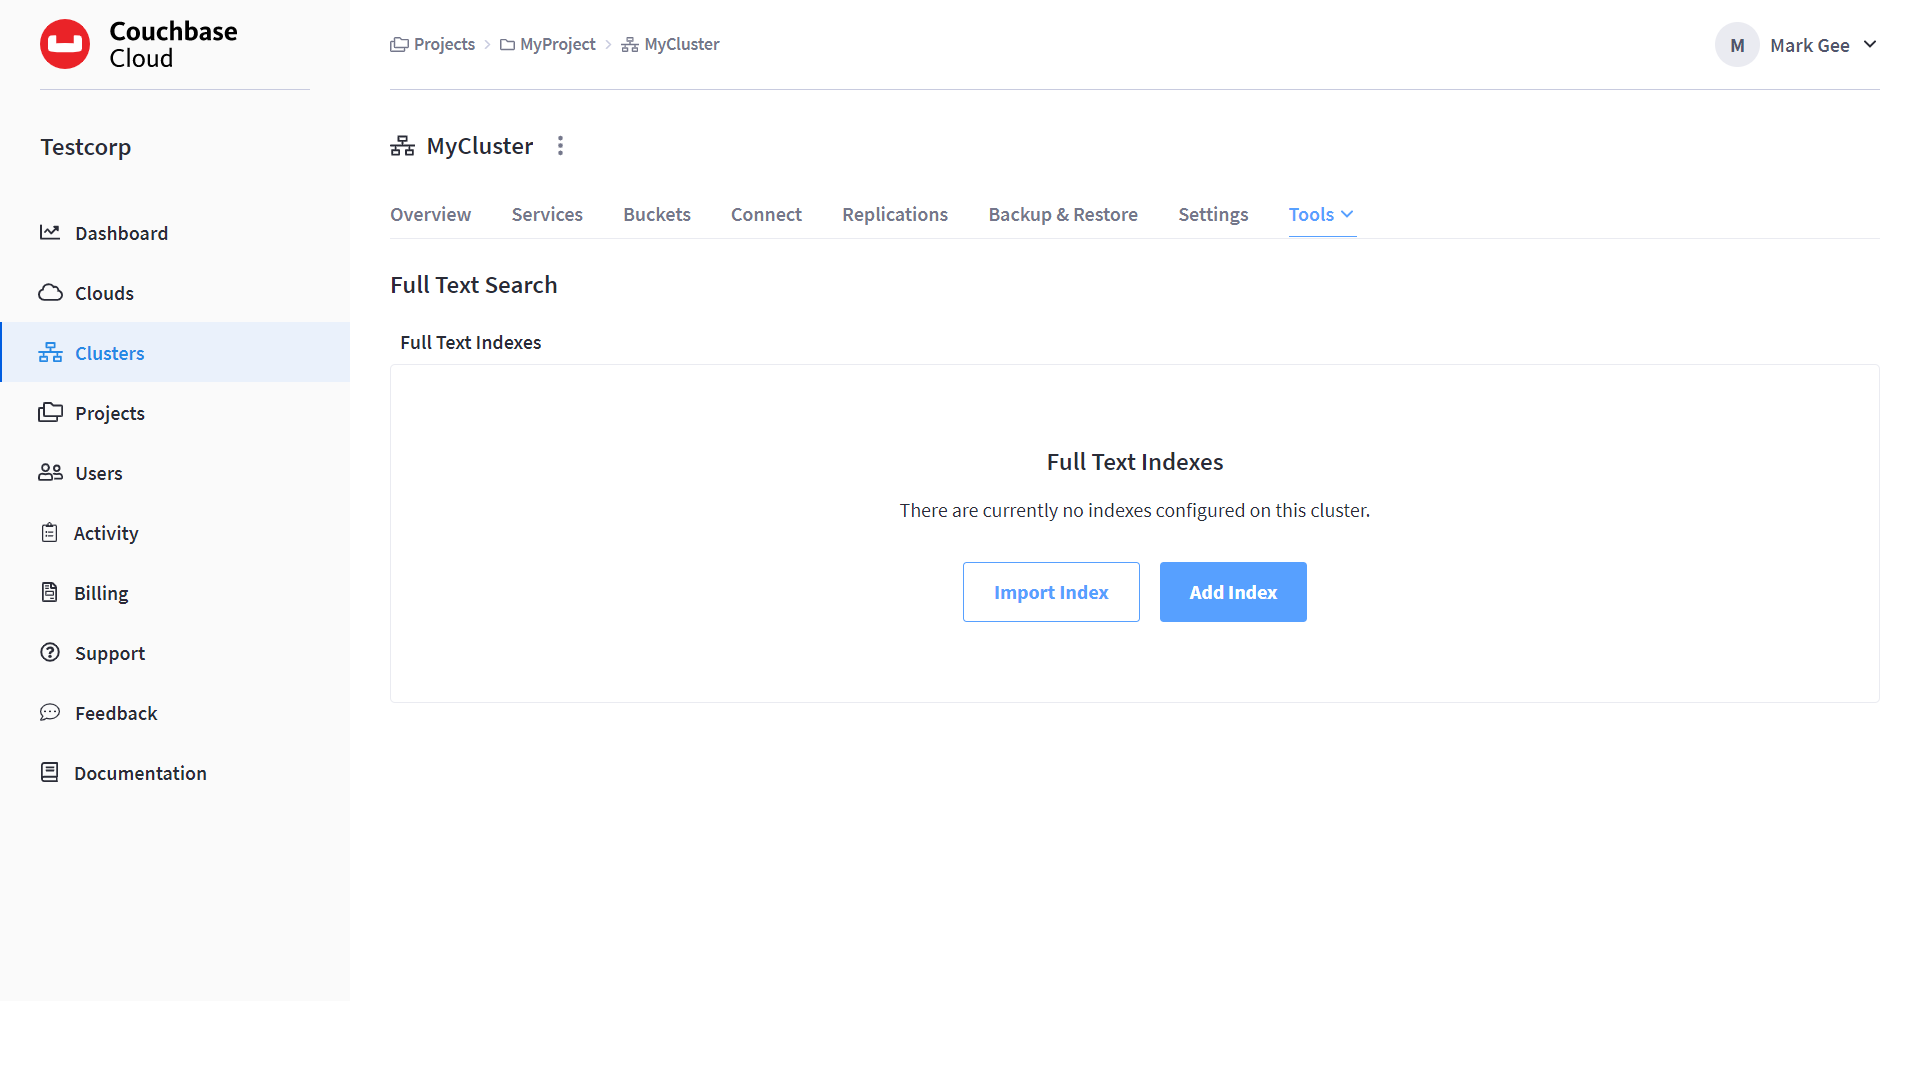 Couchbase
Cloud
Projects > MyProject > MyCluster
M Mark Gee
Testcorp
MyCluster
Overview Services Buckets Connect Replications Backup & Restore Settings Tools
Dashboard
Clouds
Clusters
Projects
Users
Activity
Billing
Support
Feedback
Documentation
Full Text Search
Full Text Indexes
Full Text Indexes
There are currently no indexes configured on this cluster.
Import Index Add Index